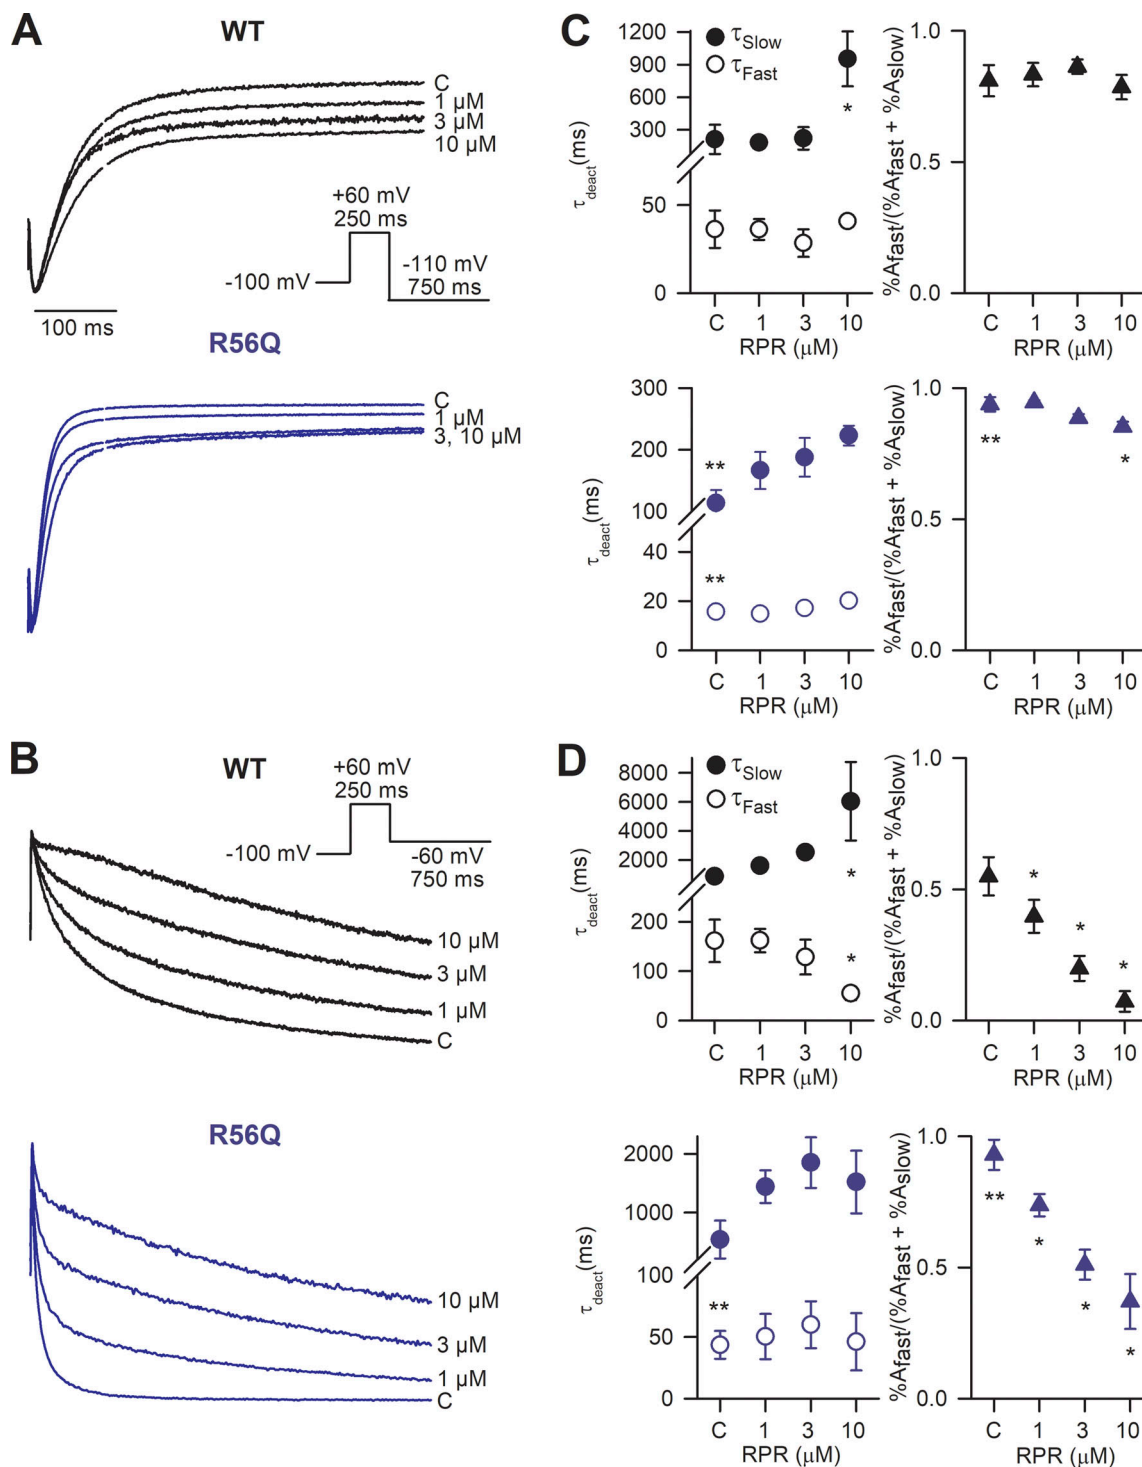 A
WT
C
1 µM
3 µM
10 µM
+60 mV
250 ms
-100 mV
-110 mV
750 ms
100 ms
R56Q
C
1 µM
3, 10 µM
B
WT
+60 mV
250 ms
-100 mV
-60 mV
750 ms
10 µM
3 µM
1 µM
C
R56Q
10 µM
3 µM
1 µM
C
C
1200
900
600
300
50
0
τdeact(ms)
τSlow
τFast
*
C 1 3 10
RPR (µM)
1.0
0.5
0.0
%Afast/(%Afast + %Aslow)
C 1 3 10
RPR (µM)
300
200
100
40
20
0
τdeact(ms)
**
**
C 1 3 10
RPR (µM)
1.0
0.5
0.0
%Afast/(%Afast + %Aslow)
**
*
C 1 3 10
RPR (µM)
D
8000
6000
4000
2000
200
100
0
τdeact(ms)
τSlow
τFast
*
*
C 1 3 10
RPR (µM)
1.0
0.5
0.0
%Afast/(%Afast + %Aslow)
*
*
*
C 1 3 10
RPR (µM)
2000
1000
100
50
0
τdeact(ms)
**
C 1 3 10
RPR (µM)
1.0
0.5
0.0
%Afast/(%Afast + %Aslow)
**
*
*
*
C 1 3 10
RPR (µM)